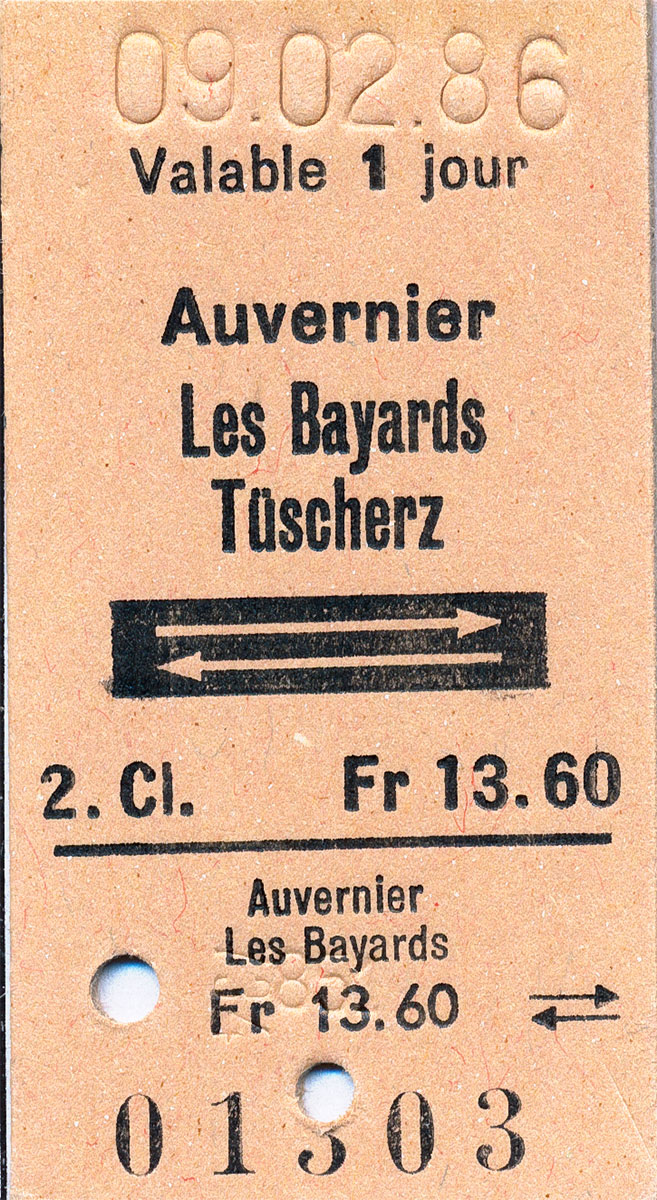 09.02.86
Valable 1 jour
Auvernier
Les Bayards
Tüscherz
2. Cl. Fr 13.60
Auvernier
Les Bayards
Fr 13.60
01303